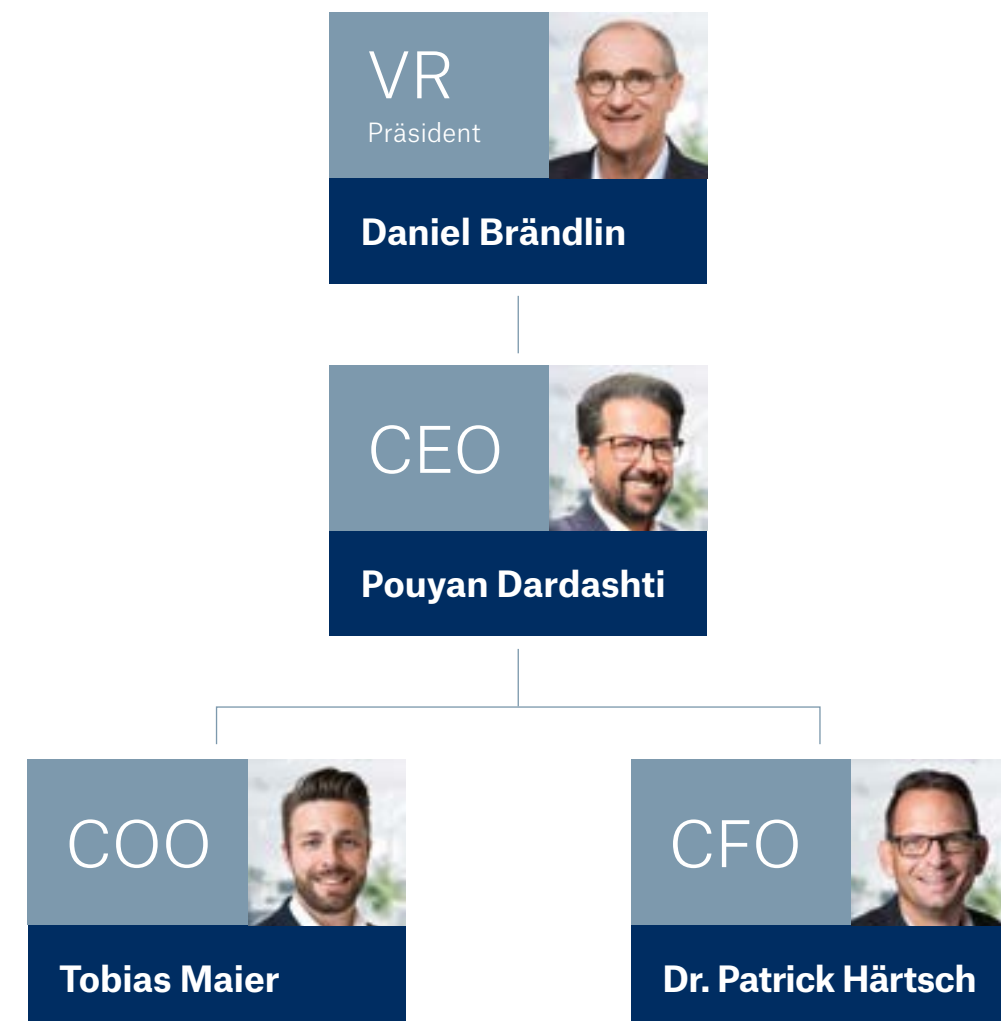 VR
Präsident
Daniel Brändlin
CEO
Pouyan Dardashti
COO
CFO
Tobias Maier
Dr. Patrick Härtsch